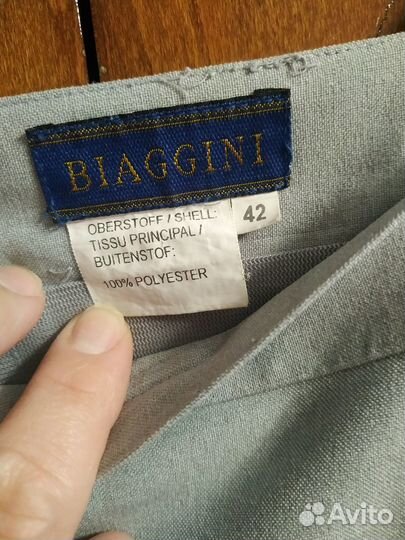 BIAGGINI
42
OBERSTOFF / SHELL:
TISSU PRINCIPAL /
BUITENSTOF:
100% POLYESTER
Avito